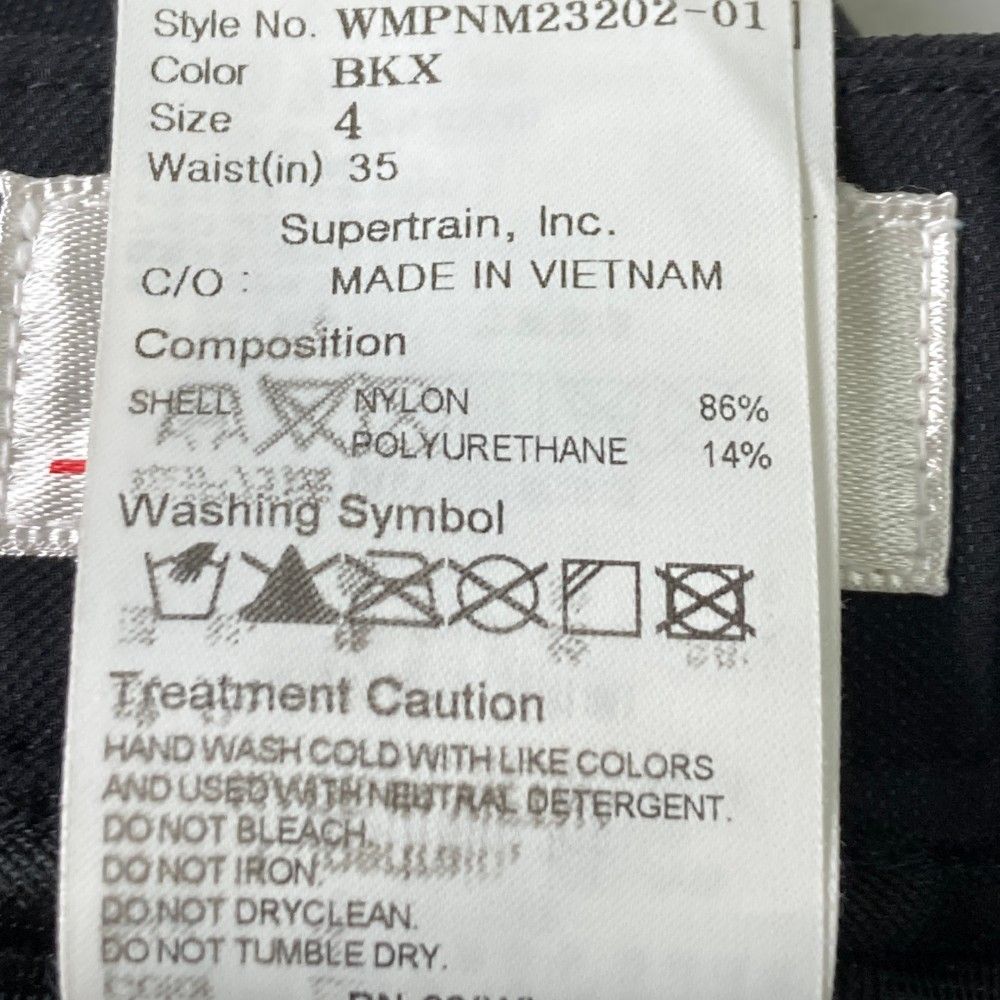 Style No. WMPNM23202-01
Color BKX
Size 4
Waist(in) 35
Supertrain, Inc.
C/O : MADE IN VIETNAM
Composition
SHELL NYLON 86%
POLYURETHANE 14%
Washing Symbol
Treatment Caution
HAND WASH COLD WITH LIKE COLORS
AND USED WITH NEUTRAL DETERGENT.
DO NOT BLEACH.
DO NOT IRON.
DO NOT DRYCLEAN.
DO NOT TUMBLE DRY.